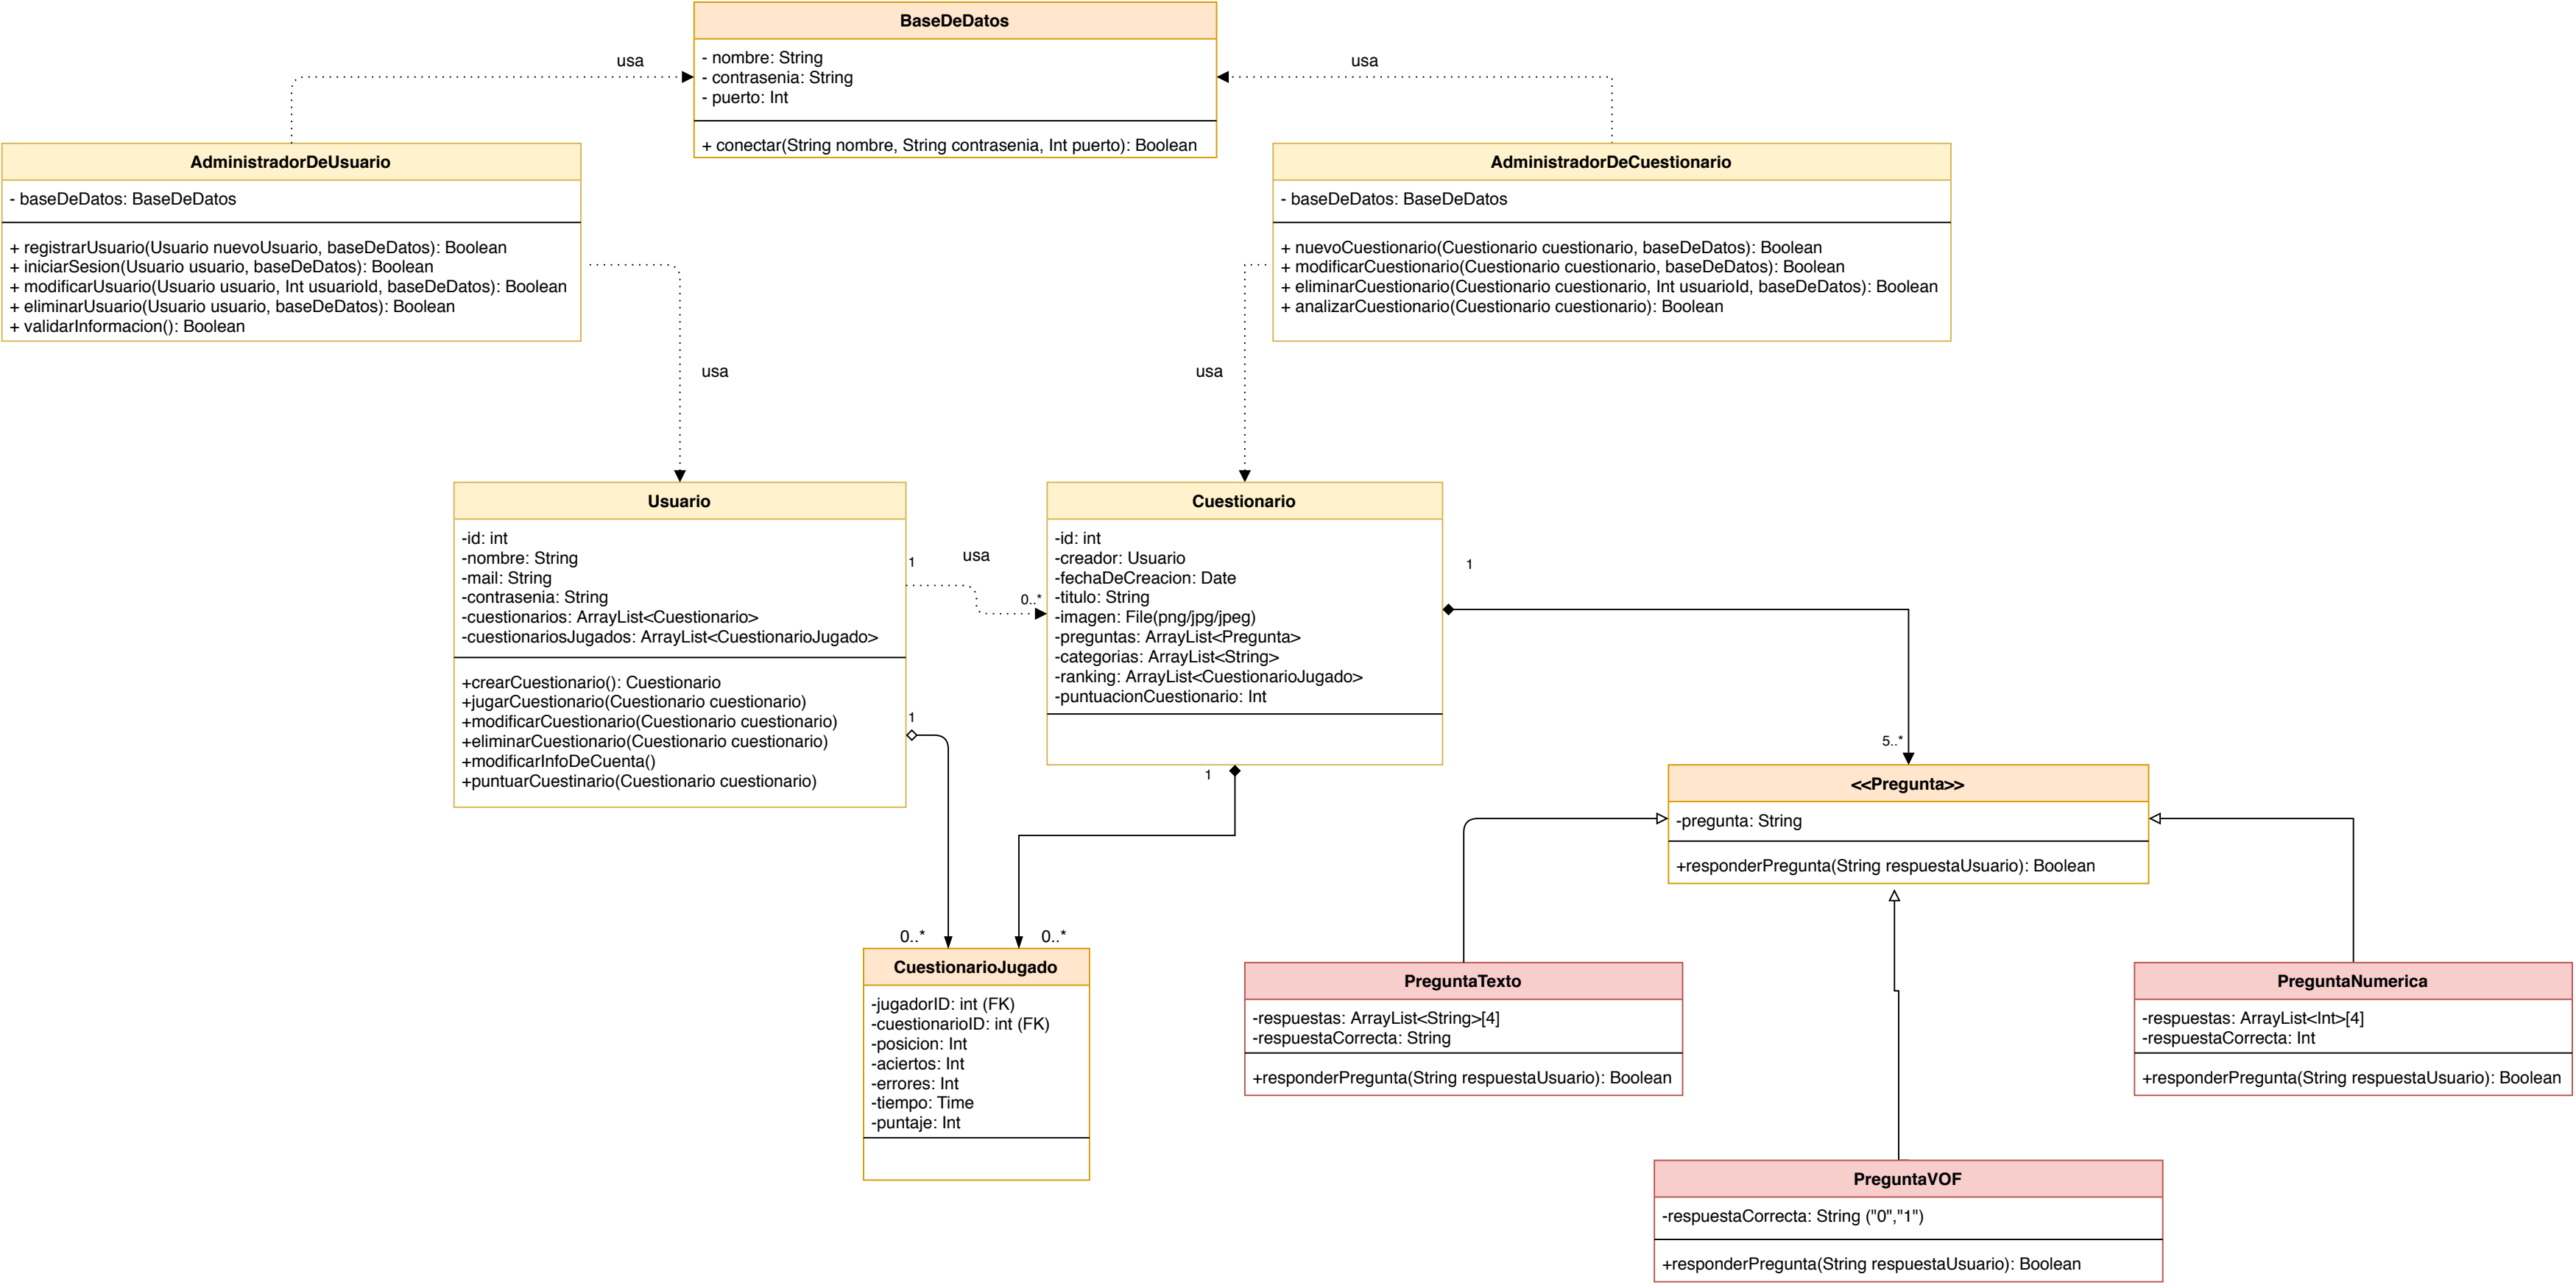 BaseDeDatos
- nombre: String
- contrasenia: String
- puerto: Int
+ conectar(String nombre, String contrasenia, Int puerto): Boolean
usa
usa
AdministradorDeUsuario
- baseDeDatos: BaseDeDatos
+ registrarUsuario(Usuario nuevoUsuario, baseDeDatos): Boolean
+ iniciarSesion(Usuario usuario, baseDeDatos): Boolean
+ modificarUsuario(Usuario usuario, Int usuarioId, baseDeDatos): Boolean
+ eliminarUsuario(Usuario usuario, baseDeDatos): Boolean
+ validarInformacion(): Boolean
AdministradorDeCuestionario
- baseDeDatos: BaseDeDatos
+ nuevoCuestionario(Cuestionario cuestionario, baseDeDatos): Boolean
+ modificarCuestionario(Cuestionario cuestionario, baseDeDatos): Boolean
+ eliminarCuestionario(Cuestionario cuestionario, Int usuarioId, baseDeDatos): Boolean
+ analizarCuestionario(Cuestionario cuestionario): Boolean
usa
usa
Usuario
-id: int
-nombre: String
-mail: String
-contrasenia: String
-cuestionarios: ArrayList<Cuestionario>
-cuestionariosJugados: ArrayList<CuestionarioJugado>
+crearCuestionario(): Cuestionario
+jugarCuestionario(Cuestionario cuestionario)
+modificarCuestionario(Cuestionario cuestionario)
+eliminarCuestionario(Cuestionario cuestionario)
+modificarInfoDeCuenta()
+puntuarCuestinario(Cuestionario cuestionario)
1
usa
0..*
1
Cuestionario
-id: int
-creador: Usuario
-fechaDeCreacion: Date
-titulo: String
-imagen: File(png/jpg/jpeg)
-preguntas: ArrayList<Pregunta>
-categorias: ArrayList<String>
-ranking: ArrayList<CuestionarioJugado>
-puntuacionCuestionario: Int
1
1
5..*
<<Pregunta>>
-pregunta: String
+responderPregunta(String respuestaUsuario): Boolean
0..*
0..*
CuestionarioJugado
-jugadorID: int (FK)
-cuestionarioID: int (FK)
-posicion: Int
-aciertos: Int
-errores: Int
-tiempo: Time
-puntaje: Int
PreguntaTexto
-respuestas: ArrayList<String>[4]
-respuestaCorrecta: String
+responderPregunta(String respuestaUsuario): Boolean
PreguntaNumerica
-respuestas: ArrayList<Int>[4]
-respuestaCorrecta: Int
+responderPregunta(String respuestaUsuario): Boolean
PreguntaVOF
-respuestaCorrecta: String ("0","1")
+responderPregunta(String respuestaUsuario): Boolean